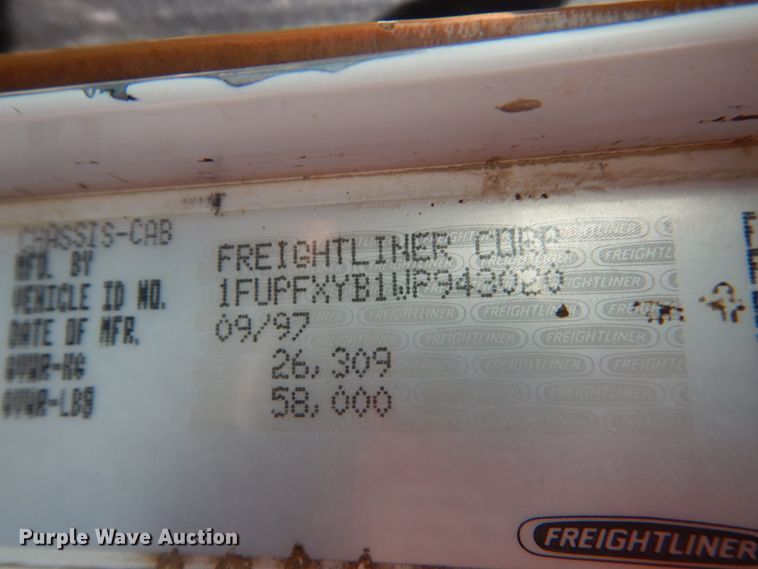 CHASSIS-CAB
MFG. BY FREIGHTLINER CORP
VEHICLE ID NO. 1FUPFXYB1WP943020
DATE OF MFR. 09/97
GVWR-KG 26,309
GVWR-LBS 58,000
FREIGHTLINER
Purple Wave Auction